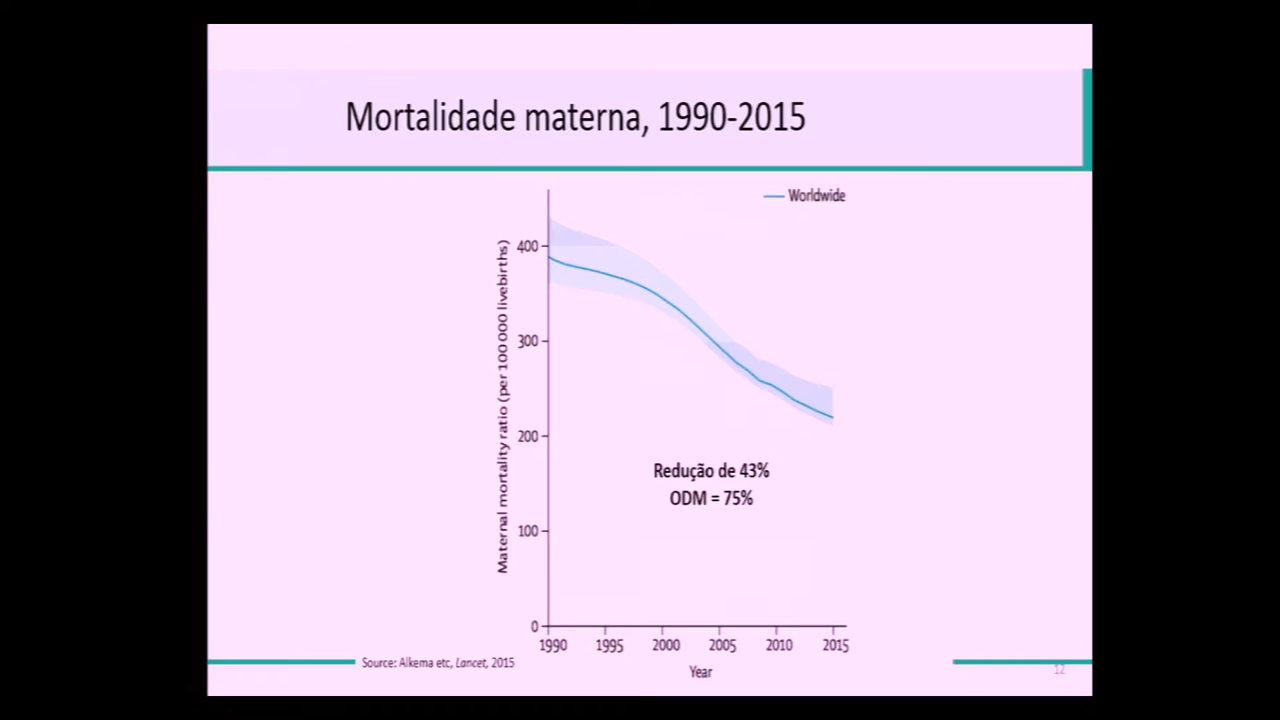 Mortalidade materna, 1990-2015
Worldwide
Maternal mortality ratio (per 100 000 livebirths)
400
300
200
100
0
Redução de 43%
ODM = 75%
1990 1995 2000 2005 2010 2015
Year
Source: Alkema etc, Lancet, 2015
12